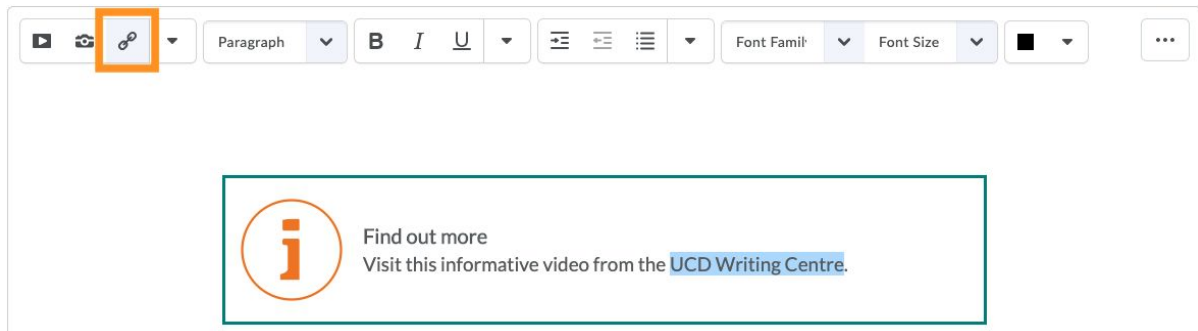 Paragraph B I U Font Famil Font Size ...
i
Find out more
Visit this informative video from the UCD Writing Centre.